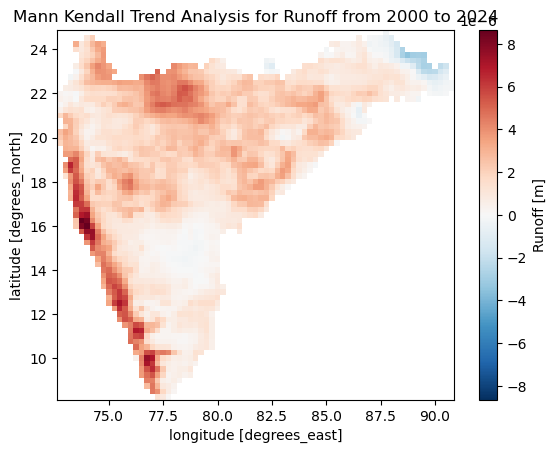 Mann Kendall Trend Analysis for Runoff from 2000 to 2024
1e−6
24
22
20
18
16
14
12
10
latitude [degrees_north]
75.0 77.5 80.0 82.5 85.0 87.5 90.0
longitude [degrees_east]
8
6
4
2
0
−2
−4
−6
−8
Runoff [m]